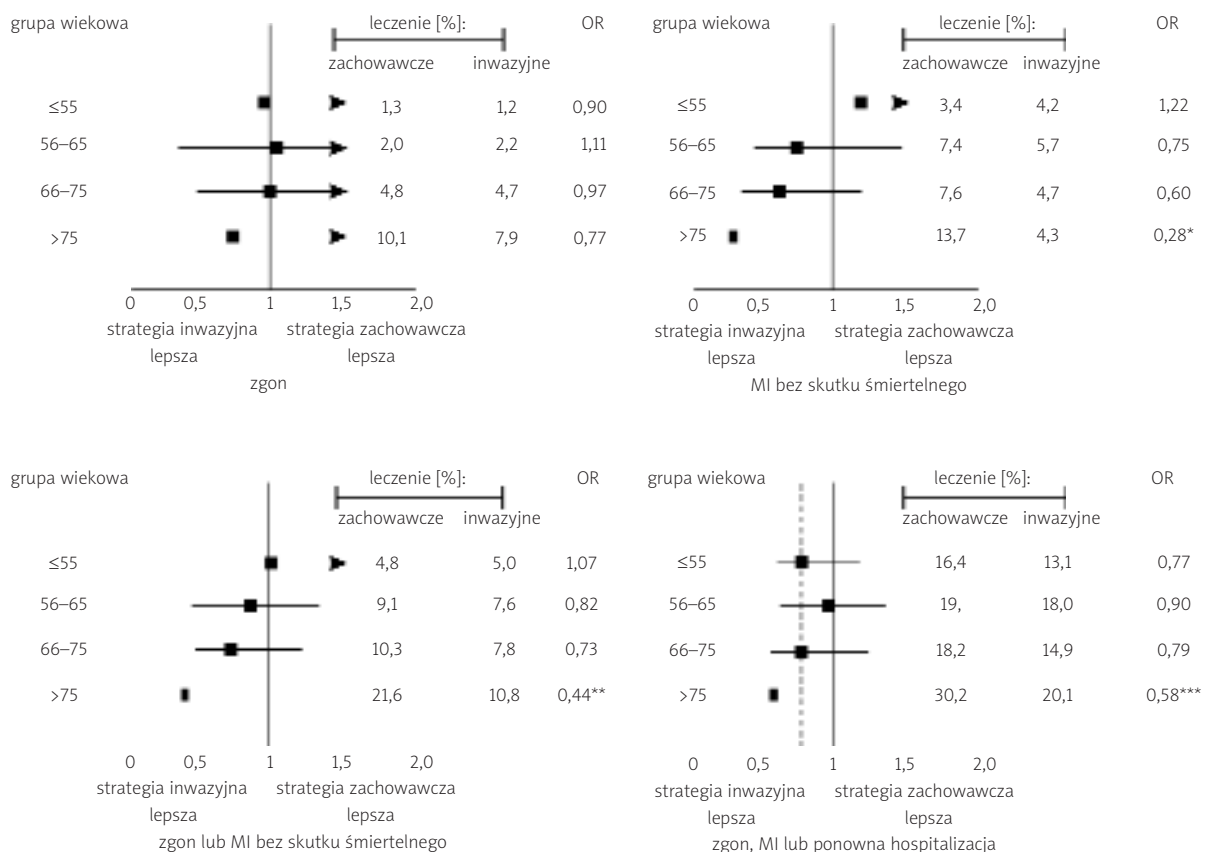 grupa wiekowa leczenie [%]: OR
zachowawcze inwazyjne
≤55 1,3 1,2 0,90
56–65 2,0 2,2 1,11
66–75 4,8 4,7 0,97
>75 10,1 7,9 0,77
0 0,5 1 1,5 2,0
strategia inwazyjna strategia zachowawcza
lepsza lepsza
zgon
grupa wiekowa leczenie [%]: OR
zachowawcze inwazyjne
≤55 3,4 4,2 1,22
56–65 7,4 5,7 0,75
66–75 7,6 4,7 0,60
>75 13,7 4,3 0,28*
0 0,5 1 1,5 2,0
strategia inwazyjna strategia zachowawcza
lepsza lepsza
MI bez skutku śmiertelnego
grupa wiekowa leczenie [%]: OR
zachowawcze inwazyjne
≤55 4,8 5,0 1,07
56–65 9,1 7,6 0,82
66–75 10,3 7,8 0,73
>75 21,6 10,8 0,44**
0 0,5 1 1,5 2,0
strategia inwazyjna strategia zachowawcza
lepsza lepsza
zgon lub MI bez skutku śmiertelnego
grupa wiekowa leczenie [%]: OR
zachowawcze inwazyjne
≤55 16,4 13,1 0,77
56–65 19, 18,0 0,90
66–75 18,2 14,9 0,79
>75 30,2 20,1 0,58***
0 0,5 1 1,5 2,0
strategia inwazyjna strategia zachowawcza
lepsza lepsza
zgon, MI lub ponowna hospitalizacja